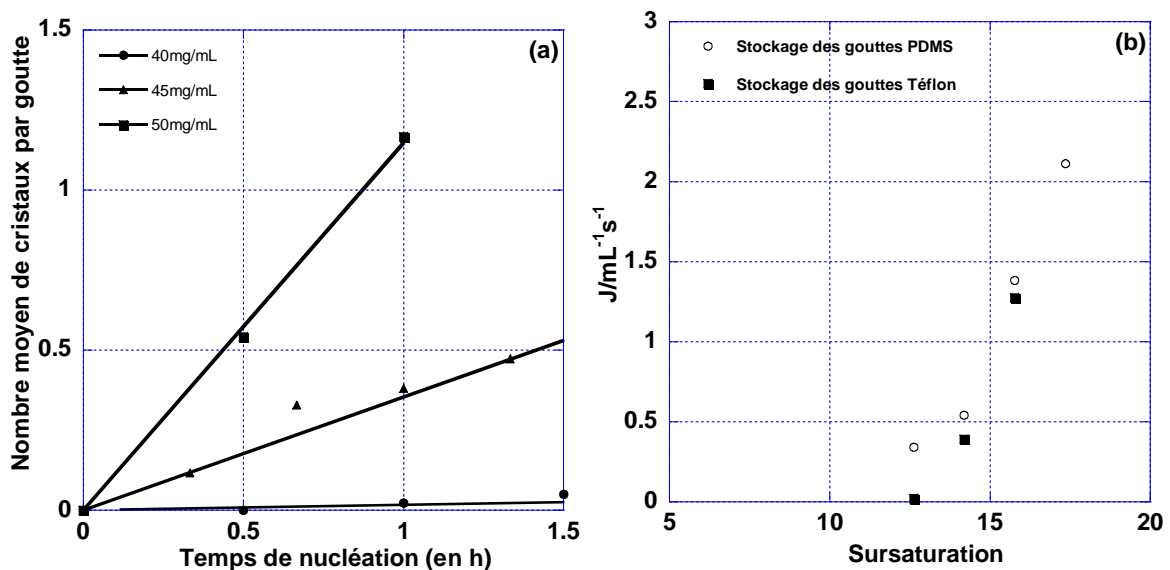 Nombre moyen de cristaux par goutte
1.5
1
0.5
0
(a)
40mg/mL
45mg/mL
50mg/mL
0
0.5
1
1.5
Temps de nucléation (en h)
J/mL⁻¹s⁻¹
3
2.5
2
1.5
1
0.5
0
(b)
Stockage des gouttes PDMS
Stockage des gouttes Téflon
5
10
15
20
Sursaturation